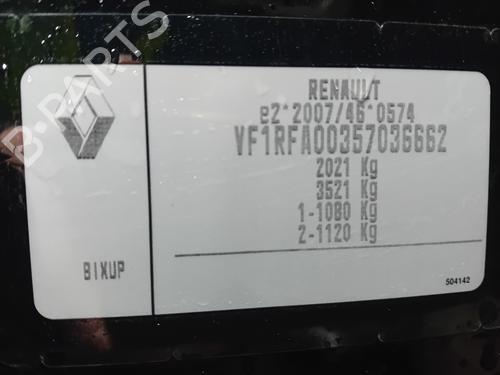 B-PARTS
RENAULT
e2*2007/46*0574
VF1RFA00357036662
2021 Kg
3521 Kg
1-1080 Kg
2-1120 Kg
BIXUP
504142